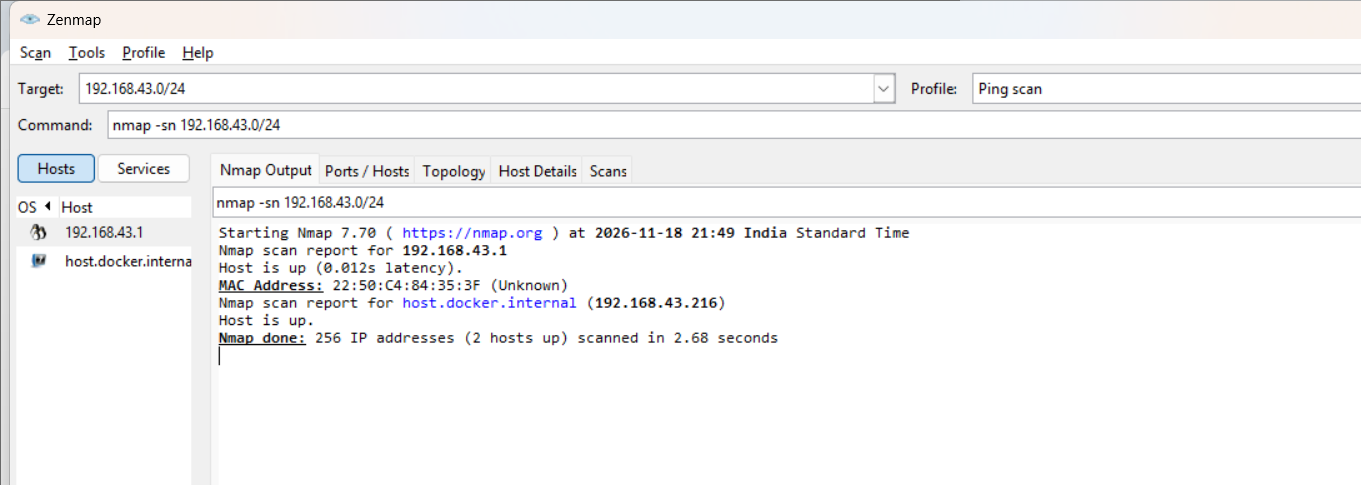 Zenmap
Scan Tools Profile Help
Target: 192.168.43.0/24 Profile: Ping scan
Command: nmap -sn 192.168.43.0/24
Hosts Services Nmap Output Ports / Hosts Topology Host Details Scans
OS Host nmap -sn 192.168.43.0/24
192.168.43.1
host.docker.interna
Starting Nmap 7.70 ( https://nmap.org ) at 2026-11-18 21:49 India Standard Time
Nmap scan report for 192.168.43.1
Host is up (0.012s latency).
MAC Address: 22:50:C4:84:35:3F (Unknown)
Nmap scan report for host.docker.internal (192.168.43.216)
Host is up.
Nmap done: 256 IP addresses (2 hosts up) scanned in 2.68 seconds